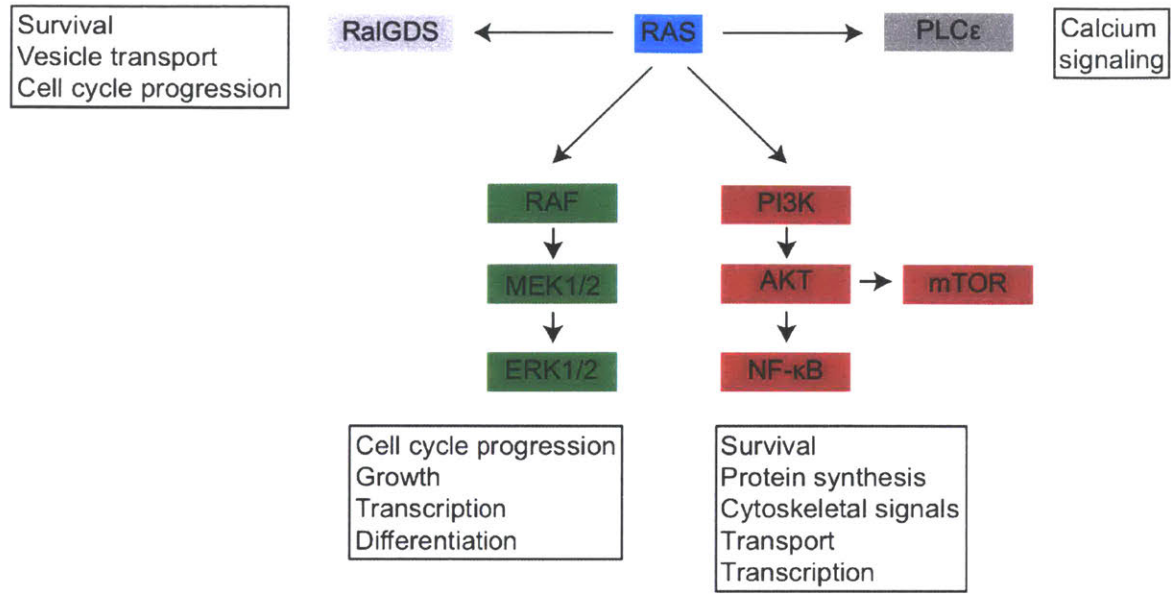 Survival
Vesicle transport
Cell cycle progression
RalGDS
RAS
PLCε
Calcium
signaling
RAF
PI3K
MEK1/2
AKT
mTOR
ERK1/2
NF-κB
Cell cycle progression
Growth
Transcription
Differentiation
Survival
Protein synthesis
Cytoskeletal signals
Transport
Transcription